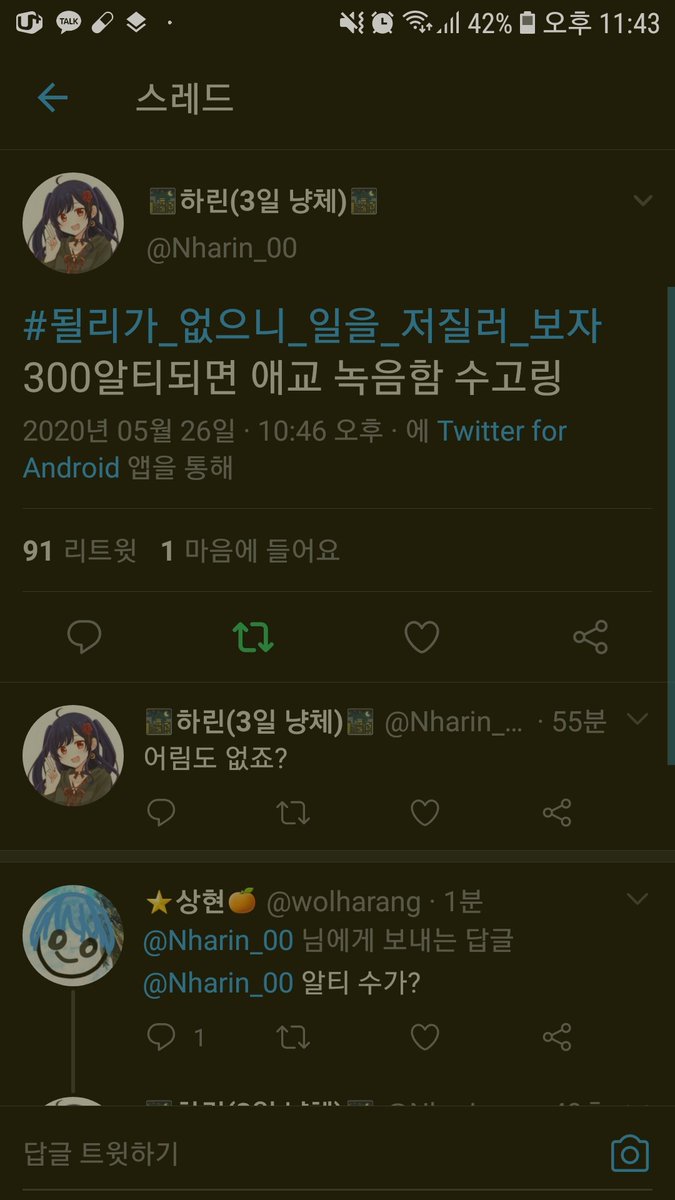 TALK 42% 오후 11:43
스레드
하린(3일 냥체)
@Nharin_00
#될리가_없으니_일을_저질러_보자
300알티되면 애교 녹음함 수고링
2020년 05월 26일 · 10:46 오후 · 에 Twitter for
Android 앱을 통해
91 리트윗 1 마음에 들어요
하린(3일 냥체) @Nharin_... · 55분
어림도 없죠?
상현 @wolharang · 1분
@Nharin_00 님에게 보내는 답글
@Nharin_00 알티 수가?
1
답글 트윗하기